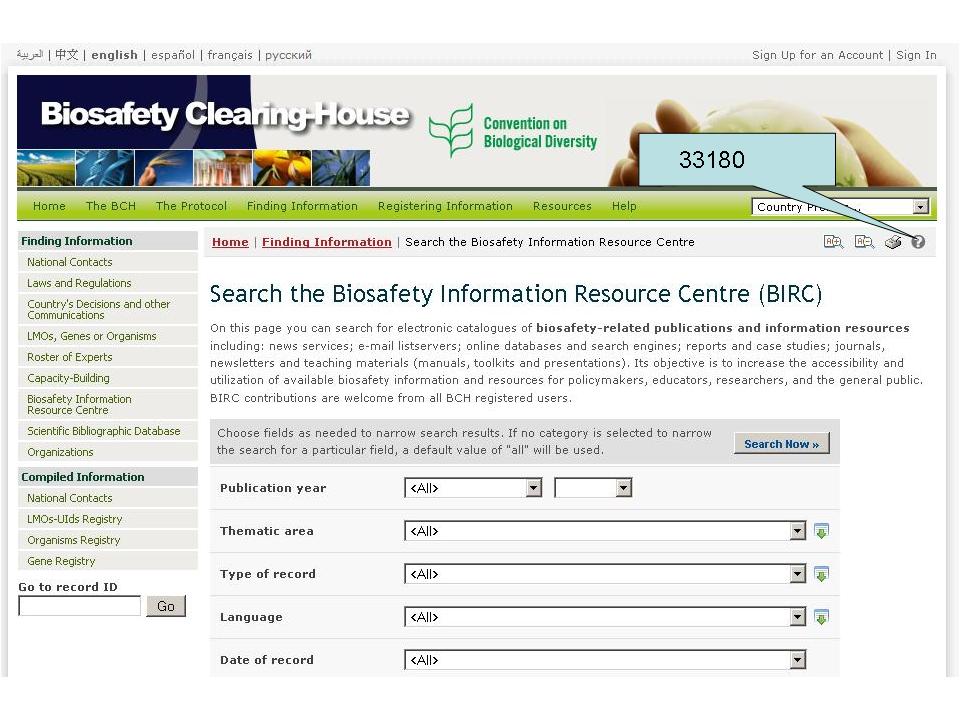 العربية | 中文 | english | español | français | русский
Sign Up for an Account | Sign In
Biosafety Clearing-House
Convention on
Biological Diversity
33180
Home The BCH The Protocol Finding Information Registering Information Resources Help
Country
Finding Information
National Contacts
Laws and Regulations
Country's Decisions and other
Communications
LMOs, Genes or Organisms
Roster of Experts
Capacity-Building
Biosafety Information
Resource Centre
Scientific Bibliographic Database
Organizations
Compiled Information
National Contacts
LMOs-UIds Registry
Organisms Registry
Gene Registry
Go to record ID
Go
Home | Finding Information | Search the Biosafety Information Resource Centre
Search the Biosafety Information Resource Centre (BIRC)
On this page you can search for electronic catalogues of biosafety-related publications and information resources
including: news services; e-mail listservers; online databases and search engines; reports and case studies; journals,
newsletters and teaching materials (manuals, toolkits and presentations). Its objective is to increase the accessibility and
utilization of available biosafety information and resources for policymakers, educators, researchers, and the general public.
BIRC contributions are welcome from all BCH registered users.
Choose fields as needed to narrow search results. If no category is selected to narrow
the search for a particular field, a default value of "all" will be used.
Search Now »
Publication year <All>
Thematic area <All>
Type of record <All>
Language <All>
Date of record <All>